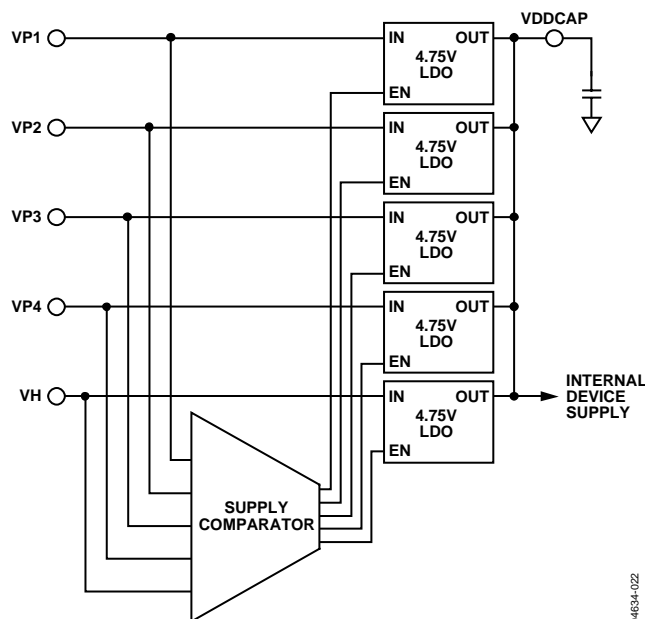 VP1
IN
OUT
4.75V
LDO
EN
VDDCAP
VP2
IN
OUT
4.75V
LDO
EN
VP3
IN
OUT
4.75V
LDO
EN
VP4
IN
OUT
4.75V
LDO
EN
VH
IN
OUT
4.75V
LDO
EN
INTERNAL
DEVICE
SUPPLY
SUPPLY
COMPARATOR